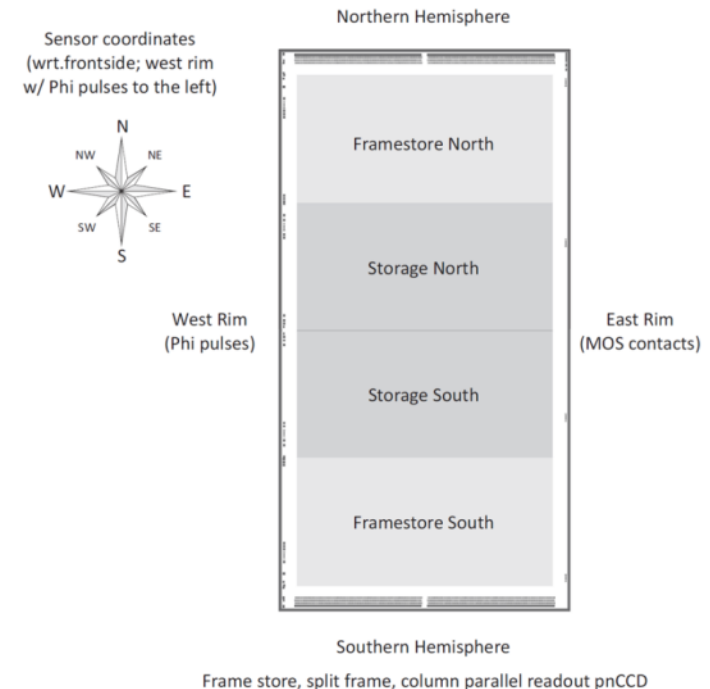 Northern Hemisphere
Sensor coordinates
(wrt.frontside; west rim
w/ Phi pulses to the left)
N
NW
NE
W
E
SW
SE
S
Framestore North
Storage North
West Rim
(Phi pulses)
East Rim
(MOS contacts)
Storage South
Framestore South
Southern Hemisphere
Frame store, split frame, column parallel readout pnCCD